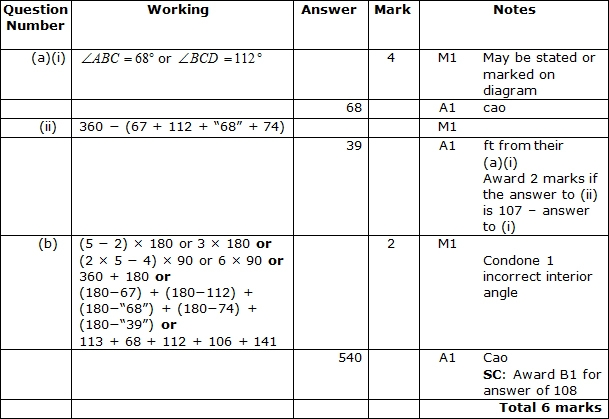 Question Number Working Answer Mark Notes
(a)(i) ∠ABC = 68° or ∠BCD = 112° 4 M1 May be stated or
marked on
diagram
68 A1 cao
(ii) 360 − (67 + 112 + “68” + 74) M1
39 A1 ft from their
(a)(i)
Award 2 marks if
the answer to (ii)
is 107 – answer
to (i)
(b) (5 − 2) × 180 or 3 × 180 or 2 M1
(2 × 5 − 4) × 90 or 6 × 90 or Condone 1
360 + 180 or incorrect interior
(180−67) + (180−112) + angle
(180−“68”) + (180−74) +
(180−“39”) or
113 + 68 + 112 + 106 + 141
540 A1 Cao
SC: Award B1 for
answer of 108
Total 6 marks